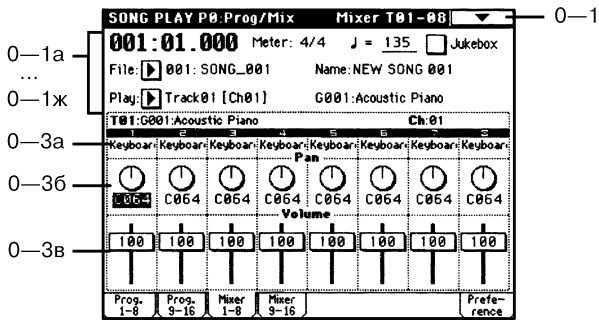 SONG PLAY P0:Prog/Mix Mixer T01-08 0—1
0—1а 001:01.000 Meter: 4/4 ♩ = 135 Jukebox
... File: 001: SONG_001 Name:NEW SONG 001
0—1ж Play: Track01 [Ch01] G001:Acoustic Piano
T01:G001:Acoustic Piano Ch:01
1 2 3 4 5 6 7 8
0—3а Keyboar Keyboar Keyboar Keyboar Keyboar Keyboar Keyboar Keyboar
Pan
0—3б C064 C064 C064 C064 C064 C064 C064 C064
Volume
0—3в 100 100 100 100 100 100 100 100
Prog. 1-8 Prog. 9-16 Mixer 1-8 Mixer 9-16 Prefe-rence